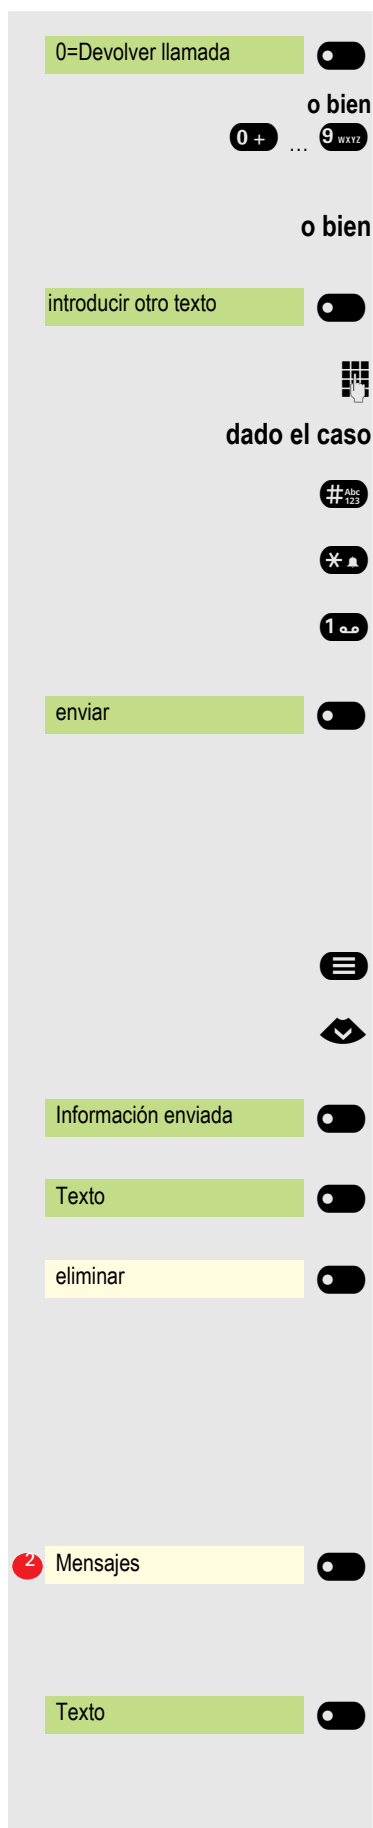 0=Devolver llamada
o bien
0 + ... 9 WXYZ
o bien
introducir otro texto
dado el caso
# Abc 123
*
1
enviar
Información enviada
Texto
eliminar
2 Mensajes
Texto